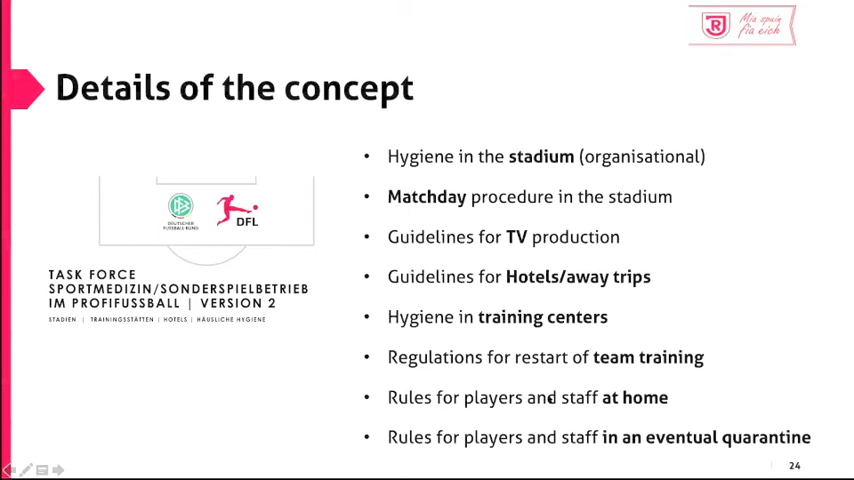 Mia spuin
fia eich
Details of the concept
DEUTSCHER
FUSSBALL-BUND
DFL
TASK FORCE
SPORTMEDIZIN/SONDERSPIELBETRIEB
IM PROFIFUSSBALL | VERSION 2
STADIEN | TRAININGSSTÄTTEN | HOTELS | HÄUSLICHE HYGIENE
• Hygiene in the stadium (organisational)
• Matchday procedure in the stadium
• Guidelines for TV production
• Guidelines for Hotels/away trips
• Hygiene in training centers
• Regulations for restart of team training
• Rules for players and staff at home
• Rules for players and staff in an eventual quarantine
24